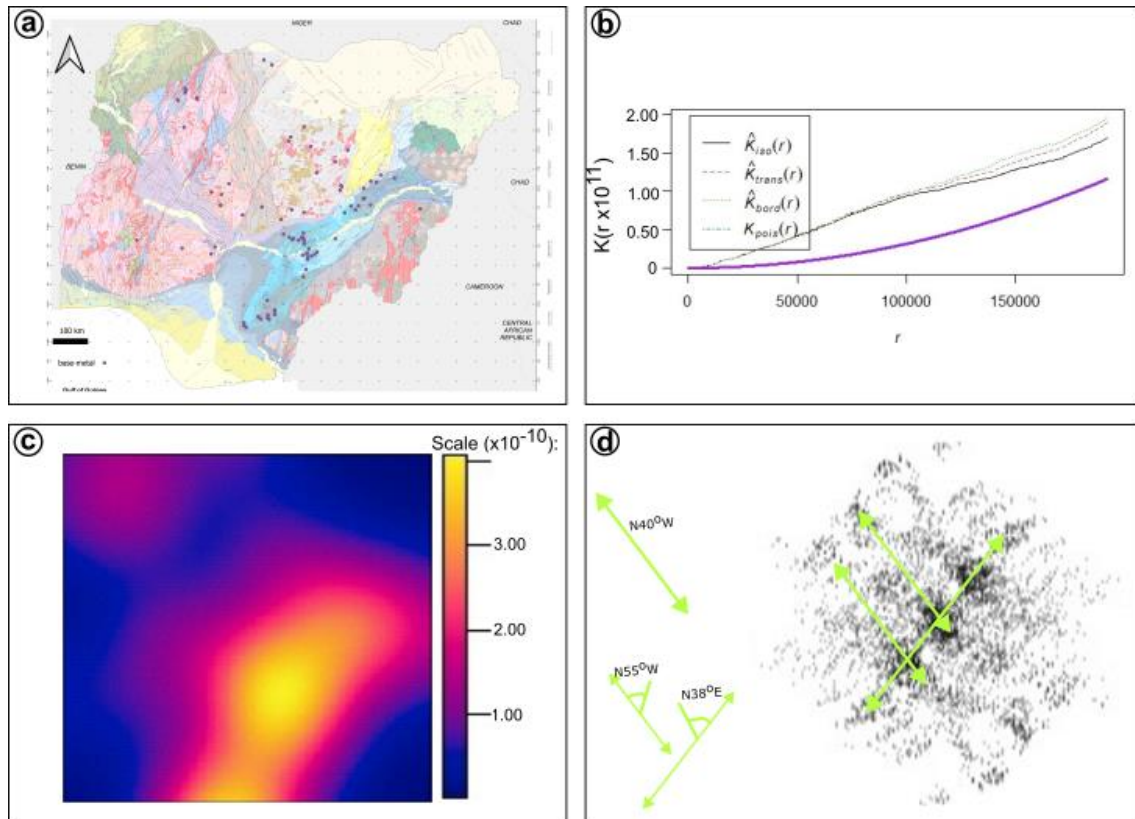 a
NIGER
CHAD
BENIN
CHAD
CAMEROON
CENTRAL
AFRICAN
REPUBLIC
100 km
base metal
b
K(r x10¹¹)
2.00
1.00
0.50
0
K̂iso(r)
K̂trans(r)
K̂bord(r)
Kpois(r)
0
50000
100000
150000
r
c
Scale (x10⁻¹⁰):
3.00
2.00
1.00
d
N40°W
N55°W
N38°E